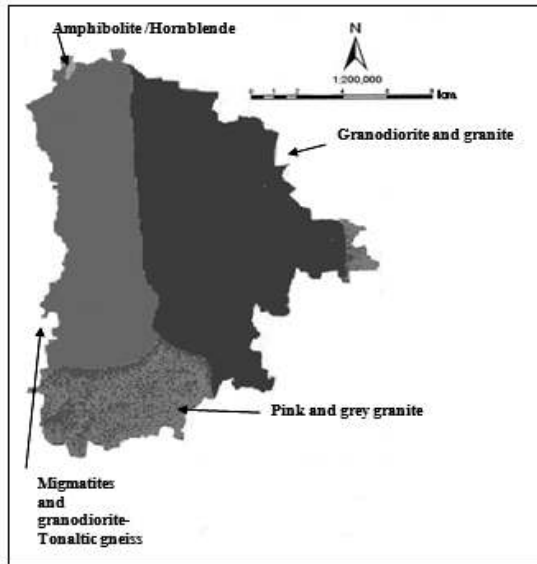 Amphibolite/Hornblende
N
1:200,000
km.
Granodiorite and granite
Pink and grey granite
Migmatites
and
granodiorite-
Tonaltic gneiss